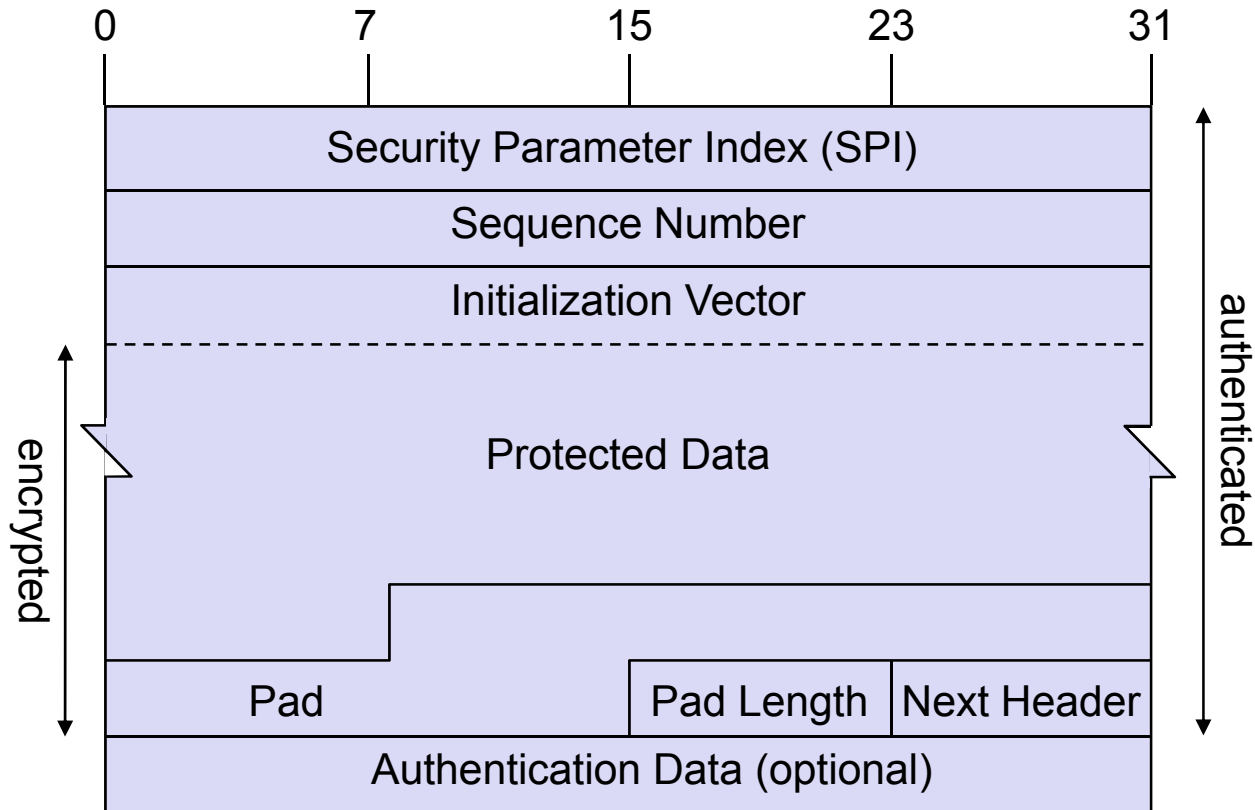 0 7 15 23 31
Security Parameter Index (SPI)
Sequence Number
Initialization Vector
authenticated
encrypted
Protected Data
Pad Pad Length Next Header
Authentication Data (optional)